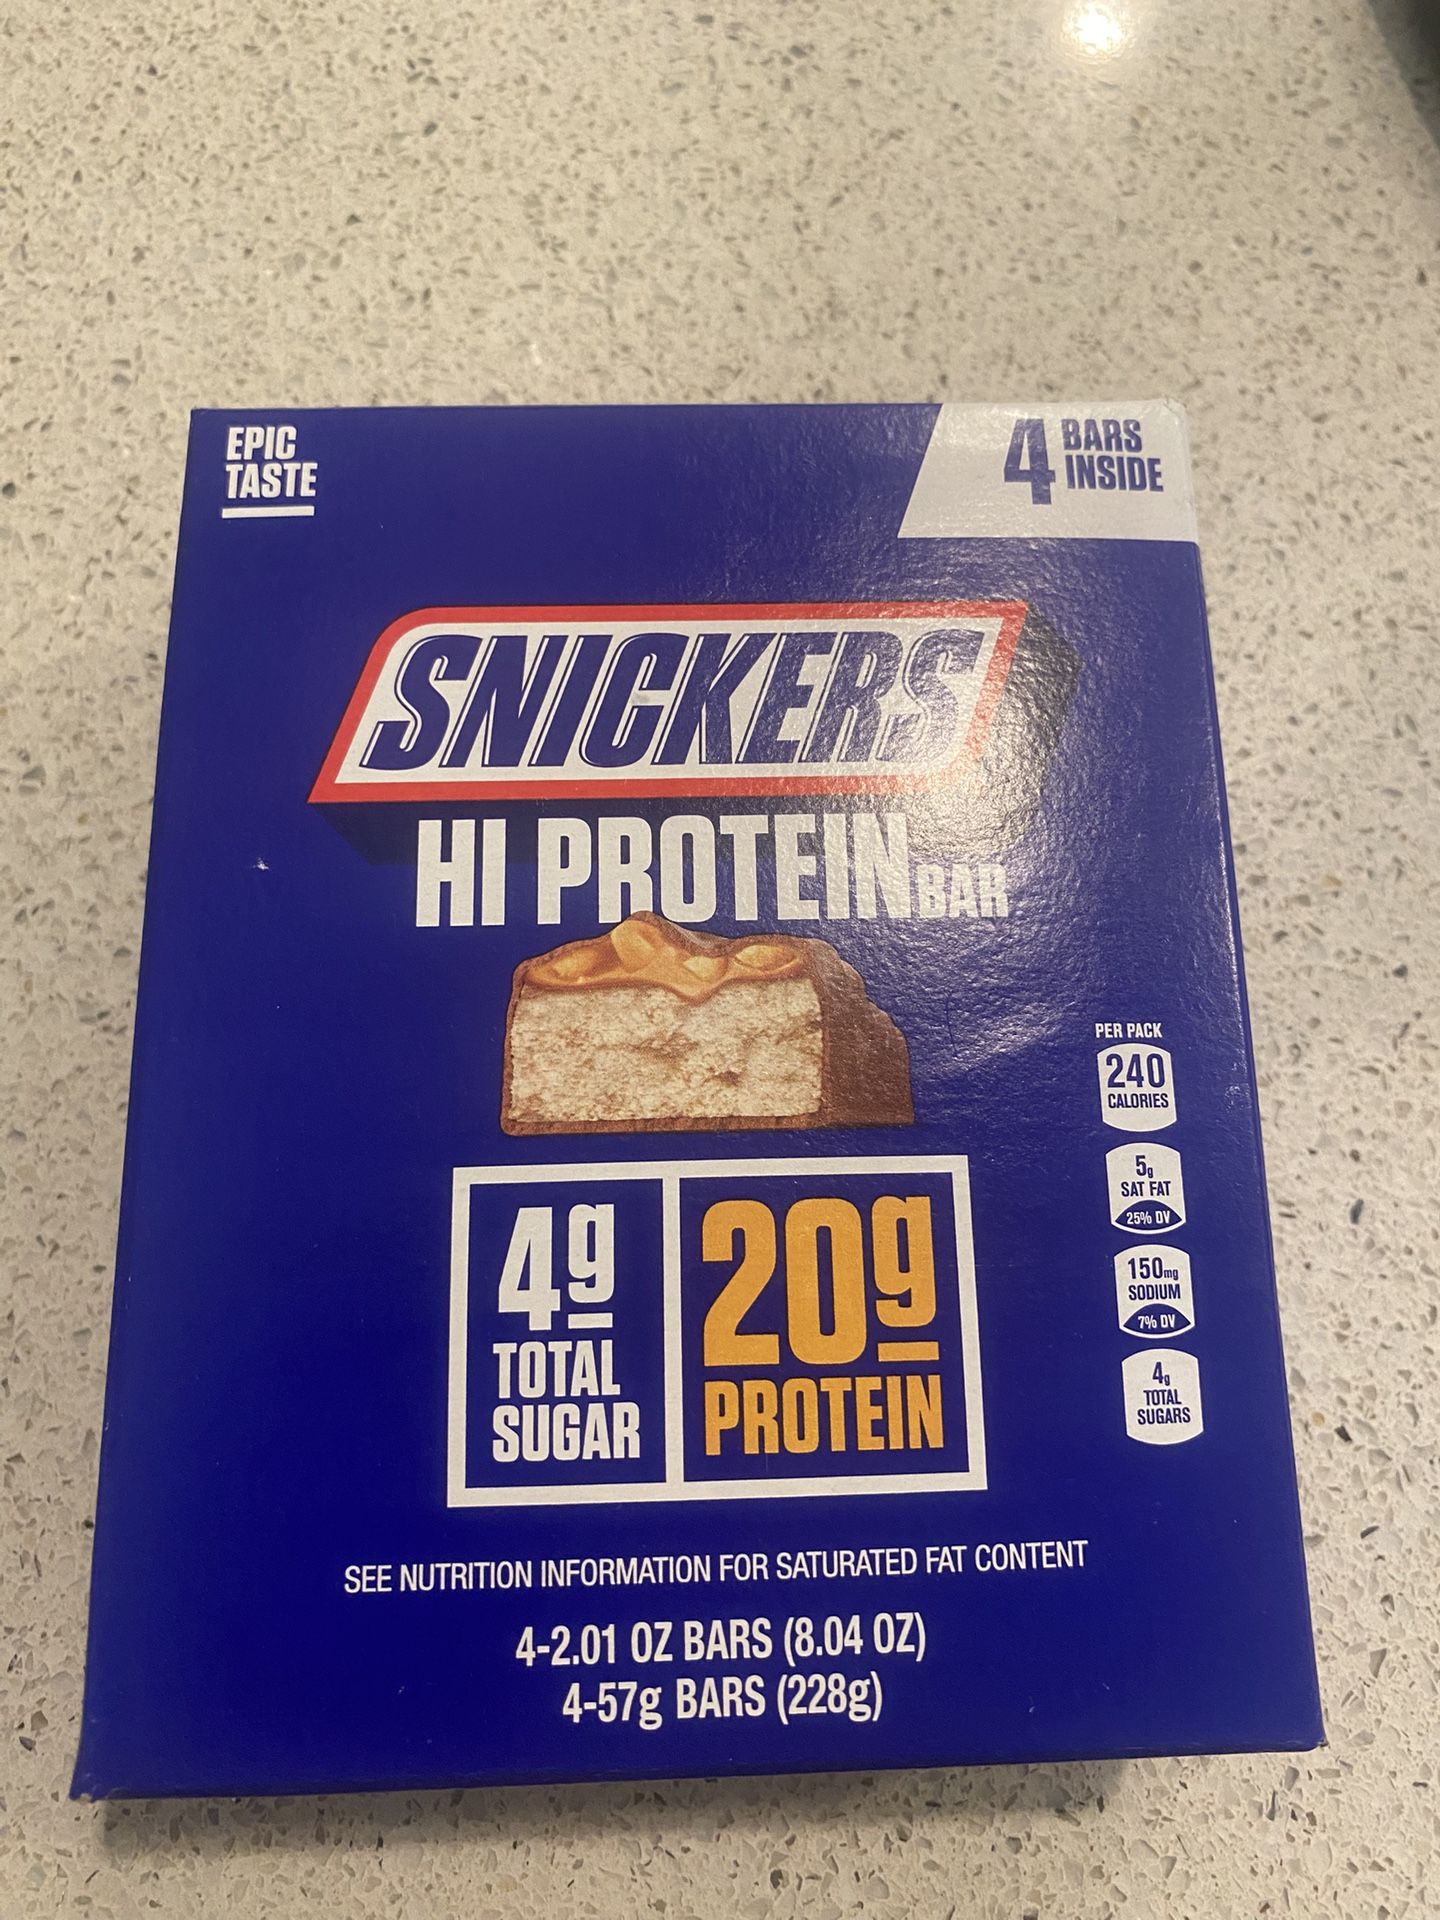 EPIC
TASTE
4 BARS
INSIDE
SNICKERS
HI PROTEIN BAR
PER PACK
240
CALORIES
5g
SAT FAT
25% DV
150mg
SODIUM
7% DV
4g
TOTAL
SUGARS
4g
TOTAL
SUGAR
20g
PROTEIN
SEE NUTRITION INFORMATION FOR SATURATED FAT CONTENT
4-2.01 OZ BARS (8.04 OZ)
4-57g BARS (228g)